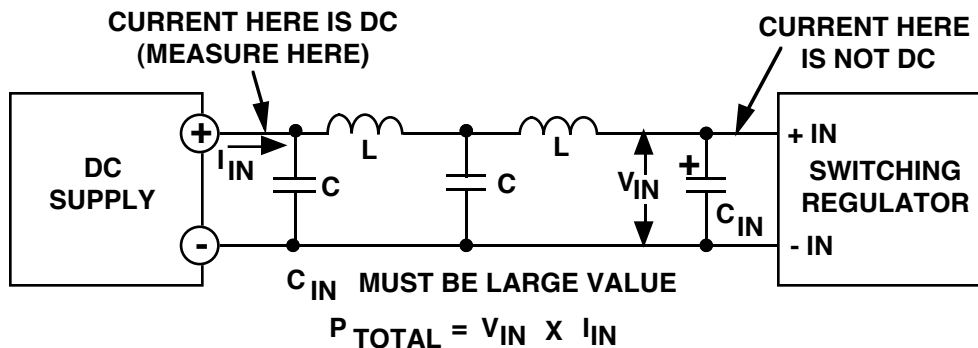 CURRENT HERE IS DC
(MEASURE HERE)
CURRENT HERE
IS NOT DC
DC
SUPPLY
+
-
I IN
C
L
C
L
V IN
+
C IN
+ IN
SWITCHING
REGULATOR
- IN
C IN MUST BE LARGE VALUE
P TOTAL = V IN X I IN